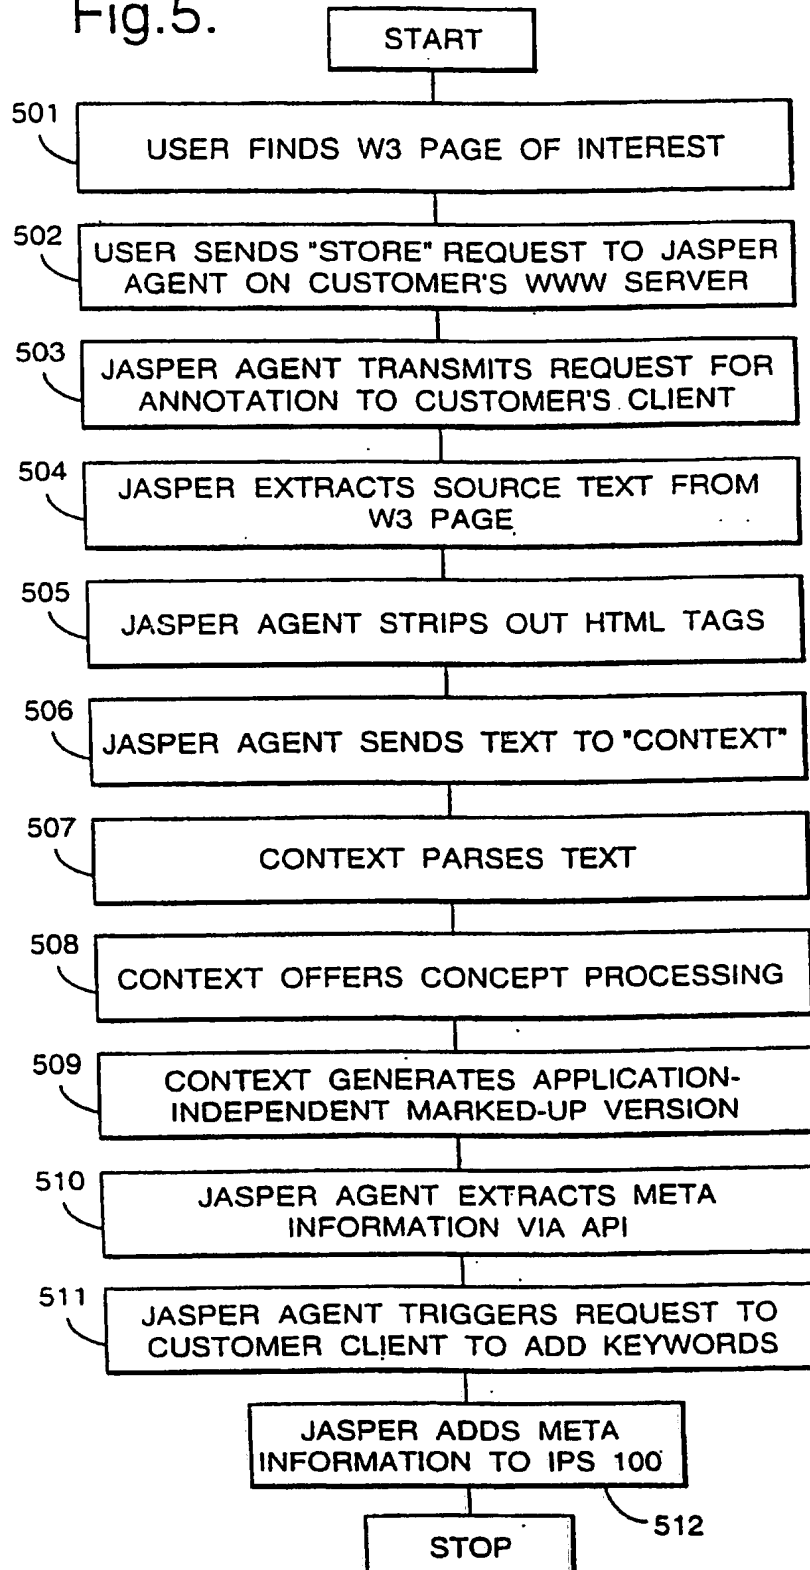 Fig.5.
START
501
USER FINDS W3 PAGE OF INTEREST
502
USER SENDS "STORE" REQUEST TO JASPER
AGENT ON CUSTOMER'S WWW SERVER
503
JASPER AGENT TRANSMITS REQUEST FOR
ANNOTATION TO CUSTOMER'S CLIENT
504
JASPER EXTRACTS SOURCE TEXT FROM
W3 PAGE
505
JASPER AGENT STRIPS OUT HTML TAGS
506
JASPER AGENT SENDS TEXT TO "CONTEXT"
507
CONTEXT PARSES TEXT
508
CONTEXT OFFERS CONCEPT PROCESSING
509
CONTEXT GENERATES APPLICATION-
INDEPENDENT MARKED-UP VERSION
510
JASPER AGENT EXTRACTS META
INFORMATION VIA API
511
JASPER AGENT TRIGGERS REQUEST TO
CUSTOMER CLIENT TO ADD KEYWORDS
JASPER ADDS META
INFORMATION TO IPS 100
512
STOP